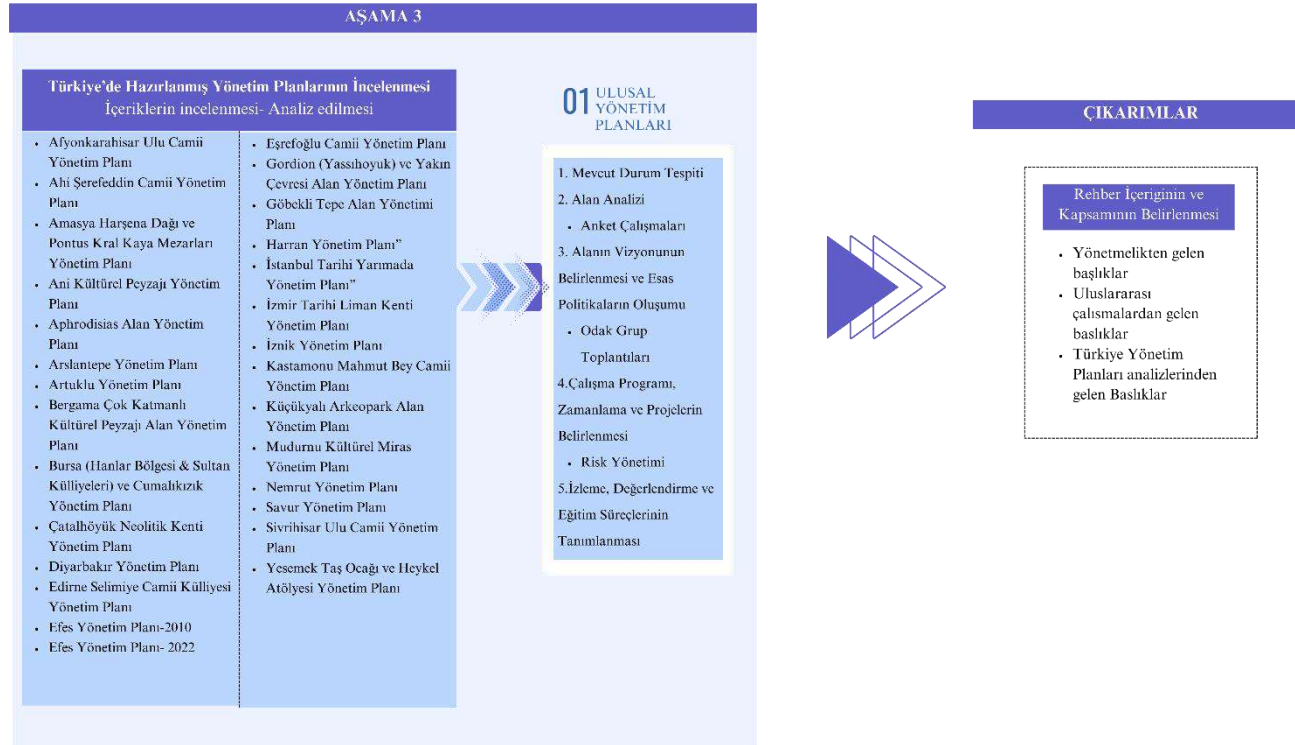 AŞAMA 3
Türkiye’de Hazırlanmış Yönetim Planlarının İncelenmesi
İçeriklerin incelenmesi- Analiz edilmesi
• Afyonkarahisar Ulu Camii
Yönetim Planı
• Ahi Şerefeddin Camii Yönetim
Planı
• Amasya Harşena Dağı ve
Pontus Kral Kaya Mezarları
Yönetim Planı
• Ani Kültürel Peyzajı Yönetim
Planı
• Aphrodisias Alan Yönetim
Planı
• Arslantepe Yönetim Planı
• Artuklu Yönetim Planı
• Bergama Çok Katmanlı
Kültürel Peyzajı Alan Yönetim
Planı
• Bursa (Hanlar Bölgesi & Sultan
Külliyeleri) ve Cumalıkızık
Yönetim Planı
• Çatalhöyük Neolitik Kenti
Yönetim Planı
• Diyarbakır Yönetim Planı
• Edirne Selimiye Camii Külliyesi
Yönetim Planı
• Efes Yönetim Planı-2010
• Efes Yönetim Planı- 2022
• Eşrefoğlu Camii Yönetim Planı
• Gordion (Yassıhoyuk) ve Yakın
Çevresi Alan Yönetim Planı
• Göbekli Tepe Alan Yönetimi
Planı
• Harran Yönetim Planı”
• İstanbul Tarihi Yarımada
Yönetim Planı”
• İzmir Tarihi Liman Kenti
Yönetim Planı
• İznik Yönetim Planı
• Kastamonu Mahmut Bey Camii
Yönetim Planı
• Küçükyalı Arkeopark Alan
Yönetim Planı
• Mudurnu Kültürel Miras
Yönetim Planı
• Nemrut Yönetim Planı
• Savur Yönetim Planı
• Sivrihisar Ulu Camii Yönetim
Planı
• Yesemek Taş Ocağı ve Heykel
Atölyesi Yönetim Planı
01 ULUSAL
YÖNETİM
PLANLARI
1. Mevcut Durum Tespiti
2. Alan Analizi
• Anket Çalışmaları
3. Alanın Vizyonunun
Belirlenmesi ve Esas
Politikaların Oluşumu
• Odak Grup
Toplantıları
4.Çalışma Programı,
Zamanlama ve Projelerin
Belirlenmesi
• Risk Yönetimi
5.İzleme, Değerlendirme ve
Eğitim Süreçlerinin
Tanımlanması
ÇIKARIMLAR
Rehber İçeriğinin ve
Kapsamının Belirlenmesi
• Yönetmelikten gelen
başlıklar
• Uluslararası
çalısmalardan gelen
baslıklar
• Türkiye Yönetim
Planları analizlerinden
gelen Baslıklar